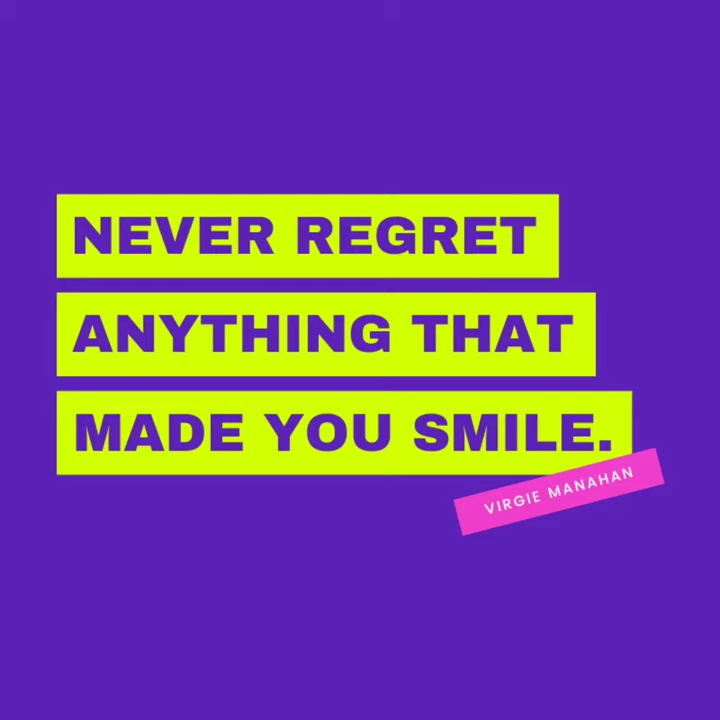 NEVER REGRET
ANYTHING THAT
MADE YOU SMILE.
VIRGIE MANAHAN